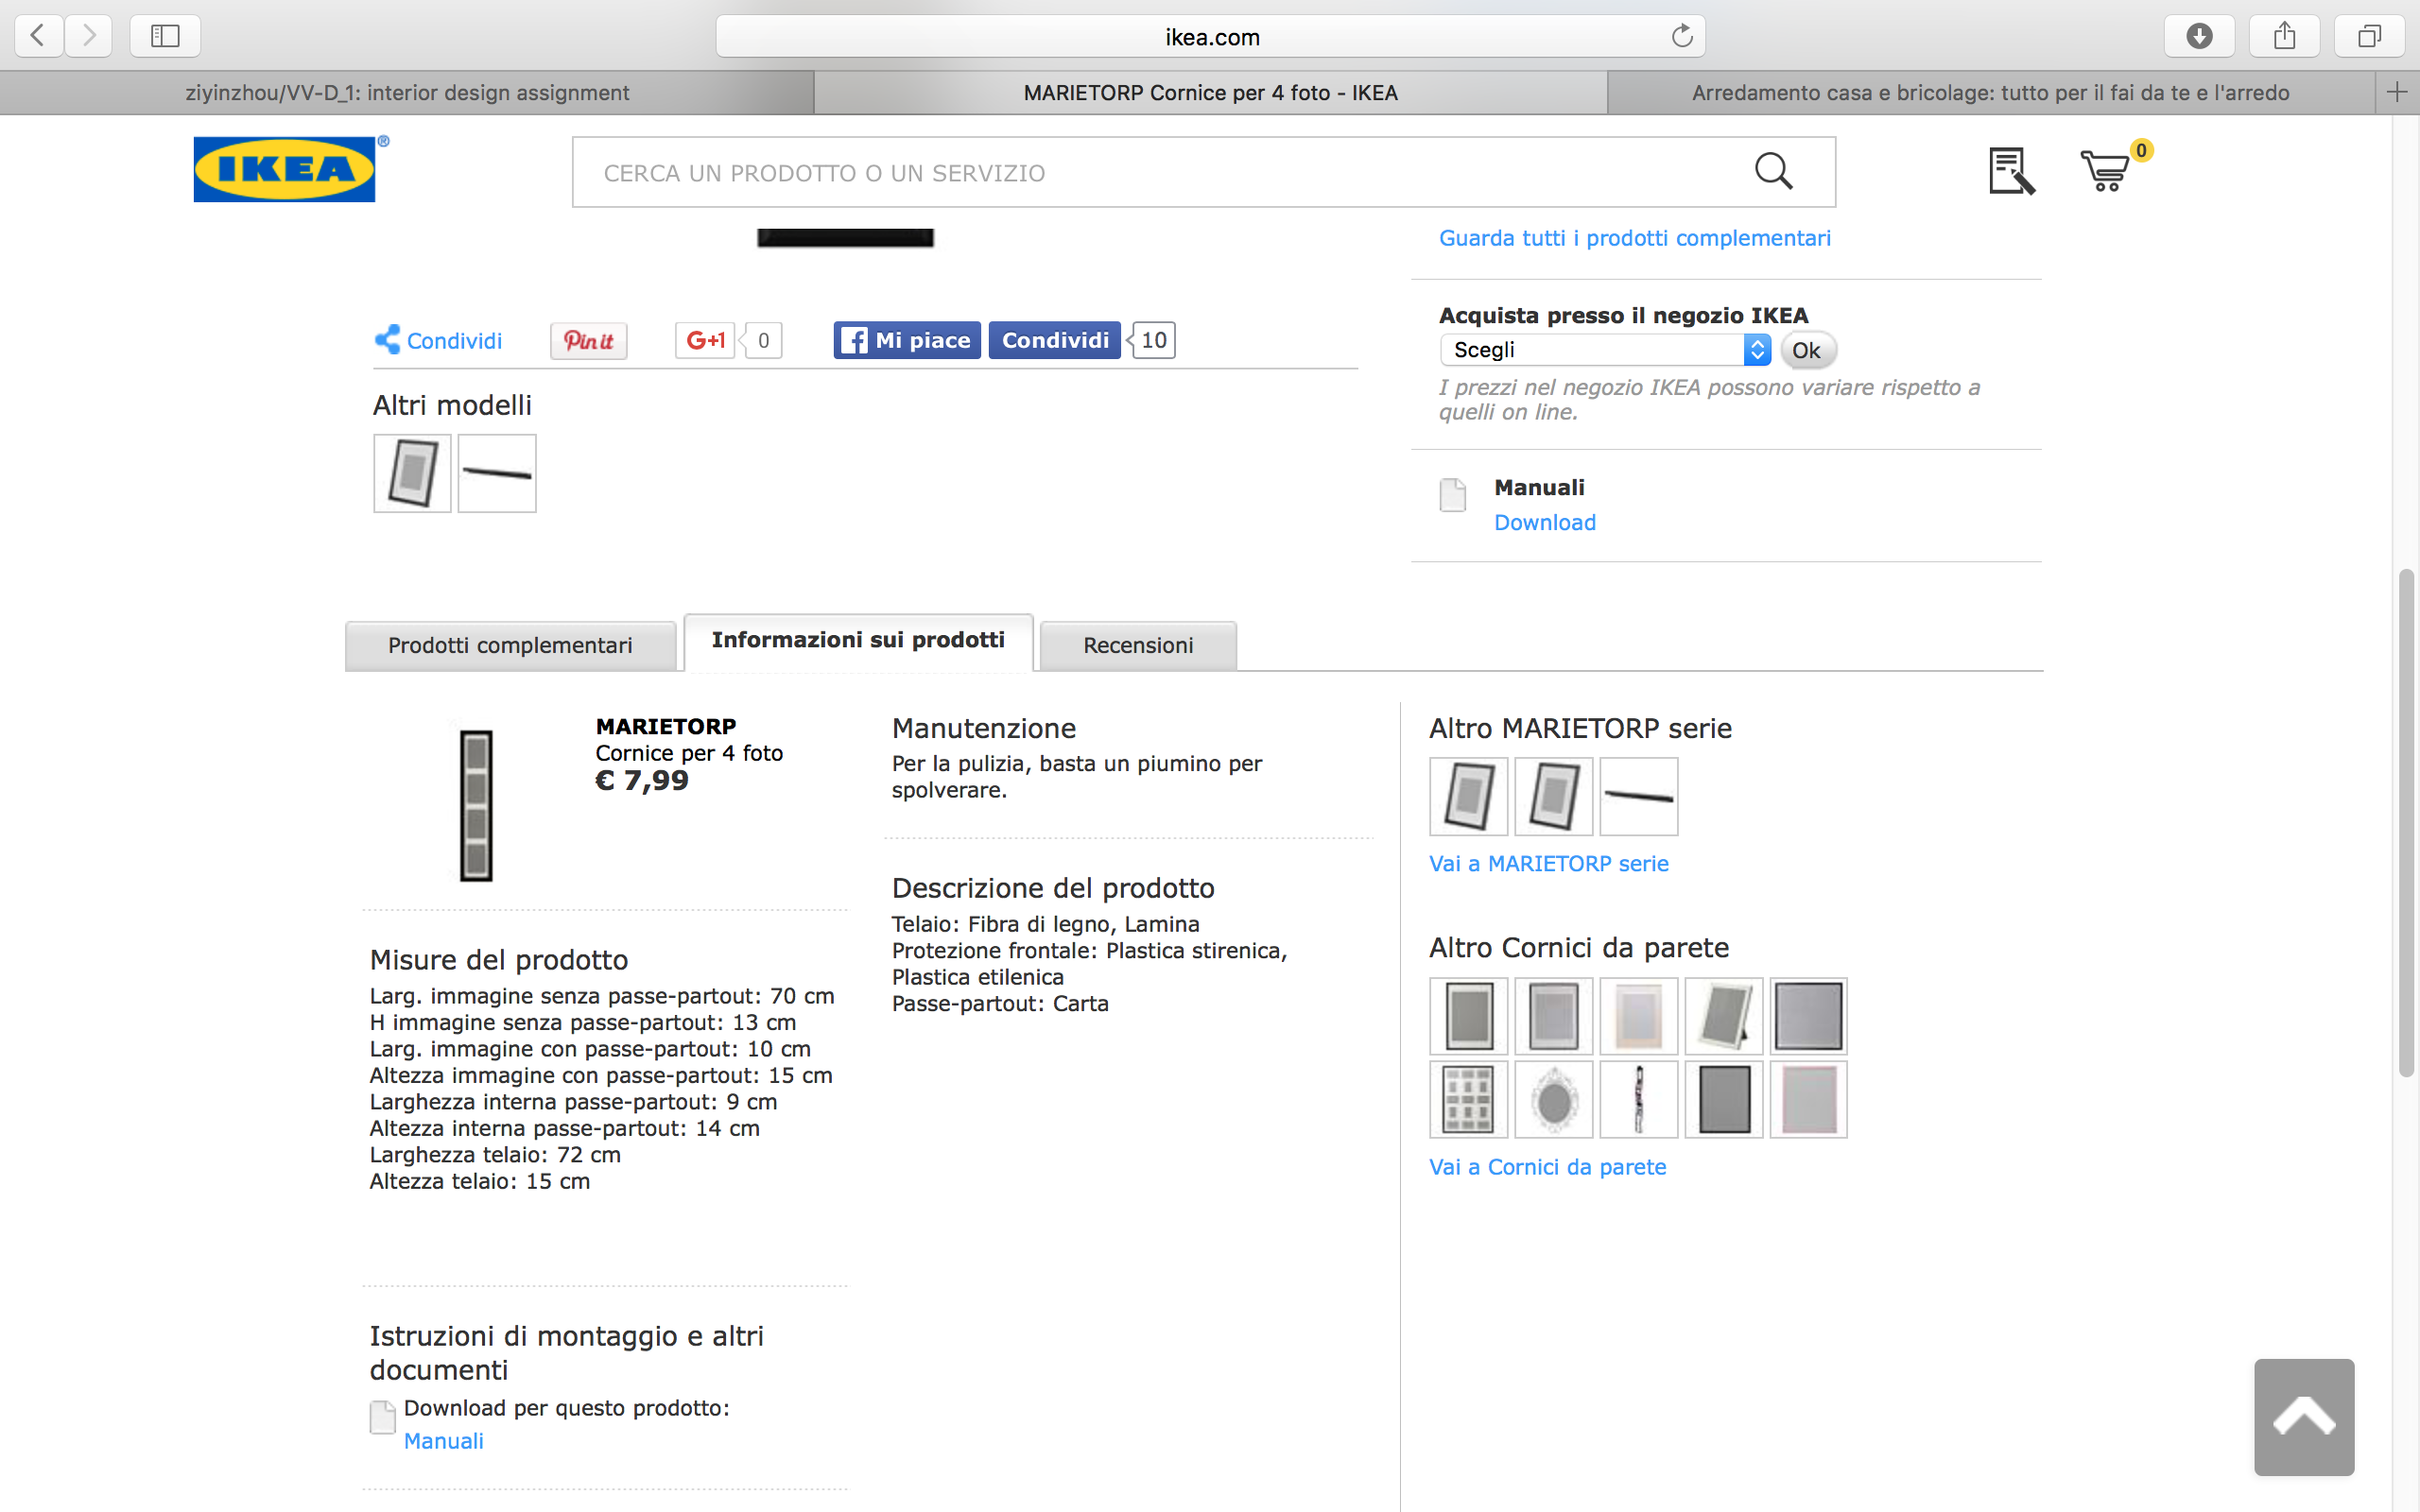 ikea.com
ziyinzhou/VV-D_1: interior design assignment
MARIETORP Cornice per 4 foto - IKEA
Arredamento casa e bricolage: tutto per il fai da te e l'arredo
IKEA®
CERCA UN PRODOTTO O UN SERVIZIO
0
Guarda tutti i prodotti complementari
Condividi
Pin it
G+1
0
Mi piace
Condividi
10
Acquista presso il negozio IKEA
Scegli
Ok
I prezzi nel negozio IKEA possono variare rispetto a
quelli on line.
Altri modelli
Manuali
Download
Prodotti complementari
Informazioni sui prodotti
Recensioni
MARIETORP
Cornice per 4 foto
€ 7,99
Misure del prodotto
Larg. immagine senza passe-partout: 70 cm
H immagine senza passe-partout: 13 cm
Larg. immagine con passe-partout: 10 cm
Altezza immagine con passe-partout: 15 cm
Larghezza interna passe-partout: 9 cm
Altezza interna passe-partout: 14 cm
Larghezza telaio: 72 cm
Altezza telaio: 15 cm
Istruzioni di montaggio e altri
documenti
Download per questo prodotto:
Manuali
Manutenzione
Per la pulizia, basta un piumino per
spolverare.
Descrizione del prodotto
Telaio: Fibra di legno, Lamina
Protezione frontale: Plastica stirenica,
Plastica etilenica
Passe-partout: Carta
Altro MARIETORP serie
Vai a MARIETORP serie
Altro Cornici da parete
Vai a Cornici da parete